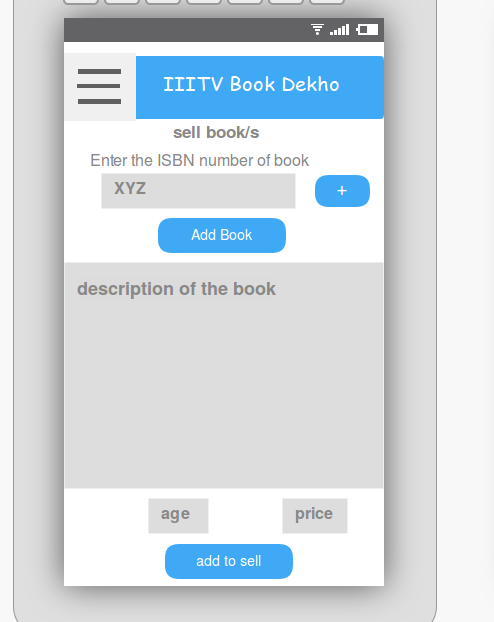 IIITV Book Dekho
sell book/s
Enter the ISBN number of book
XYZ +
Add Book
description of the book
age price
add to sell